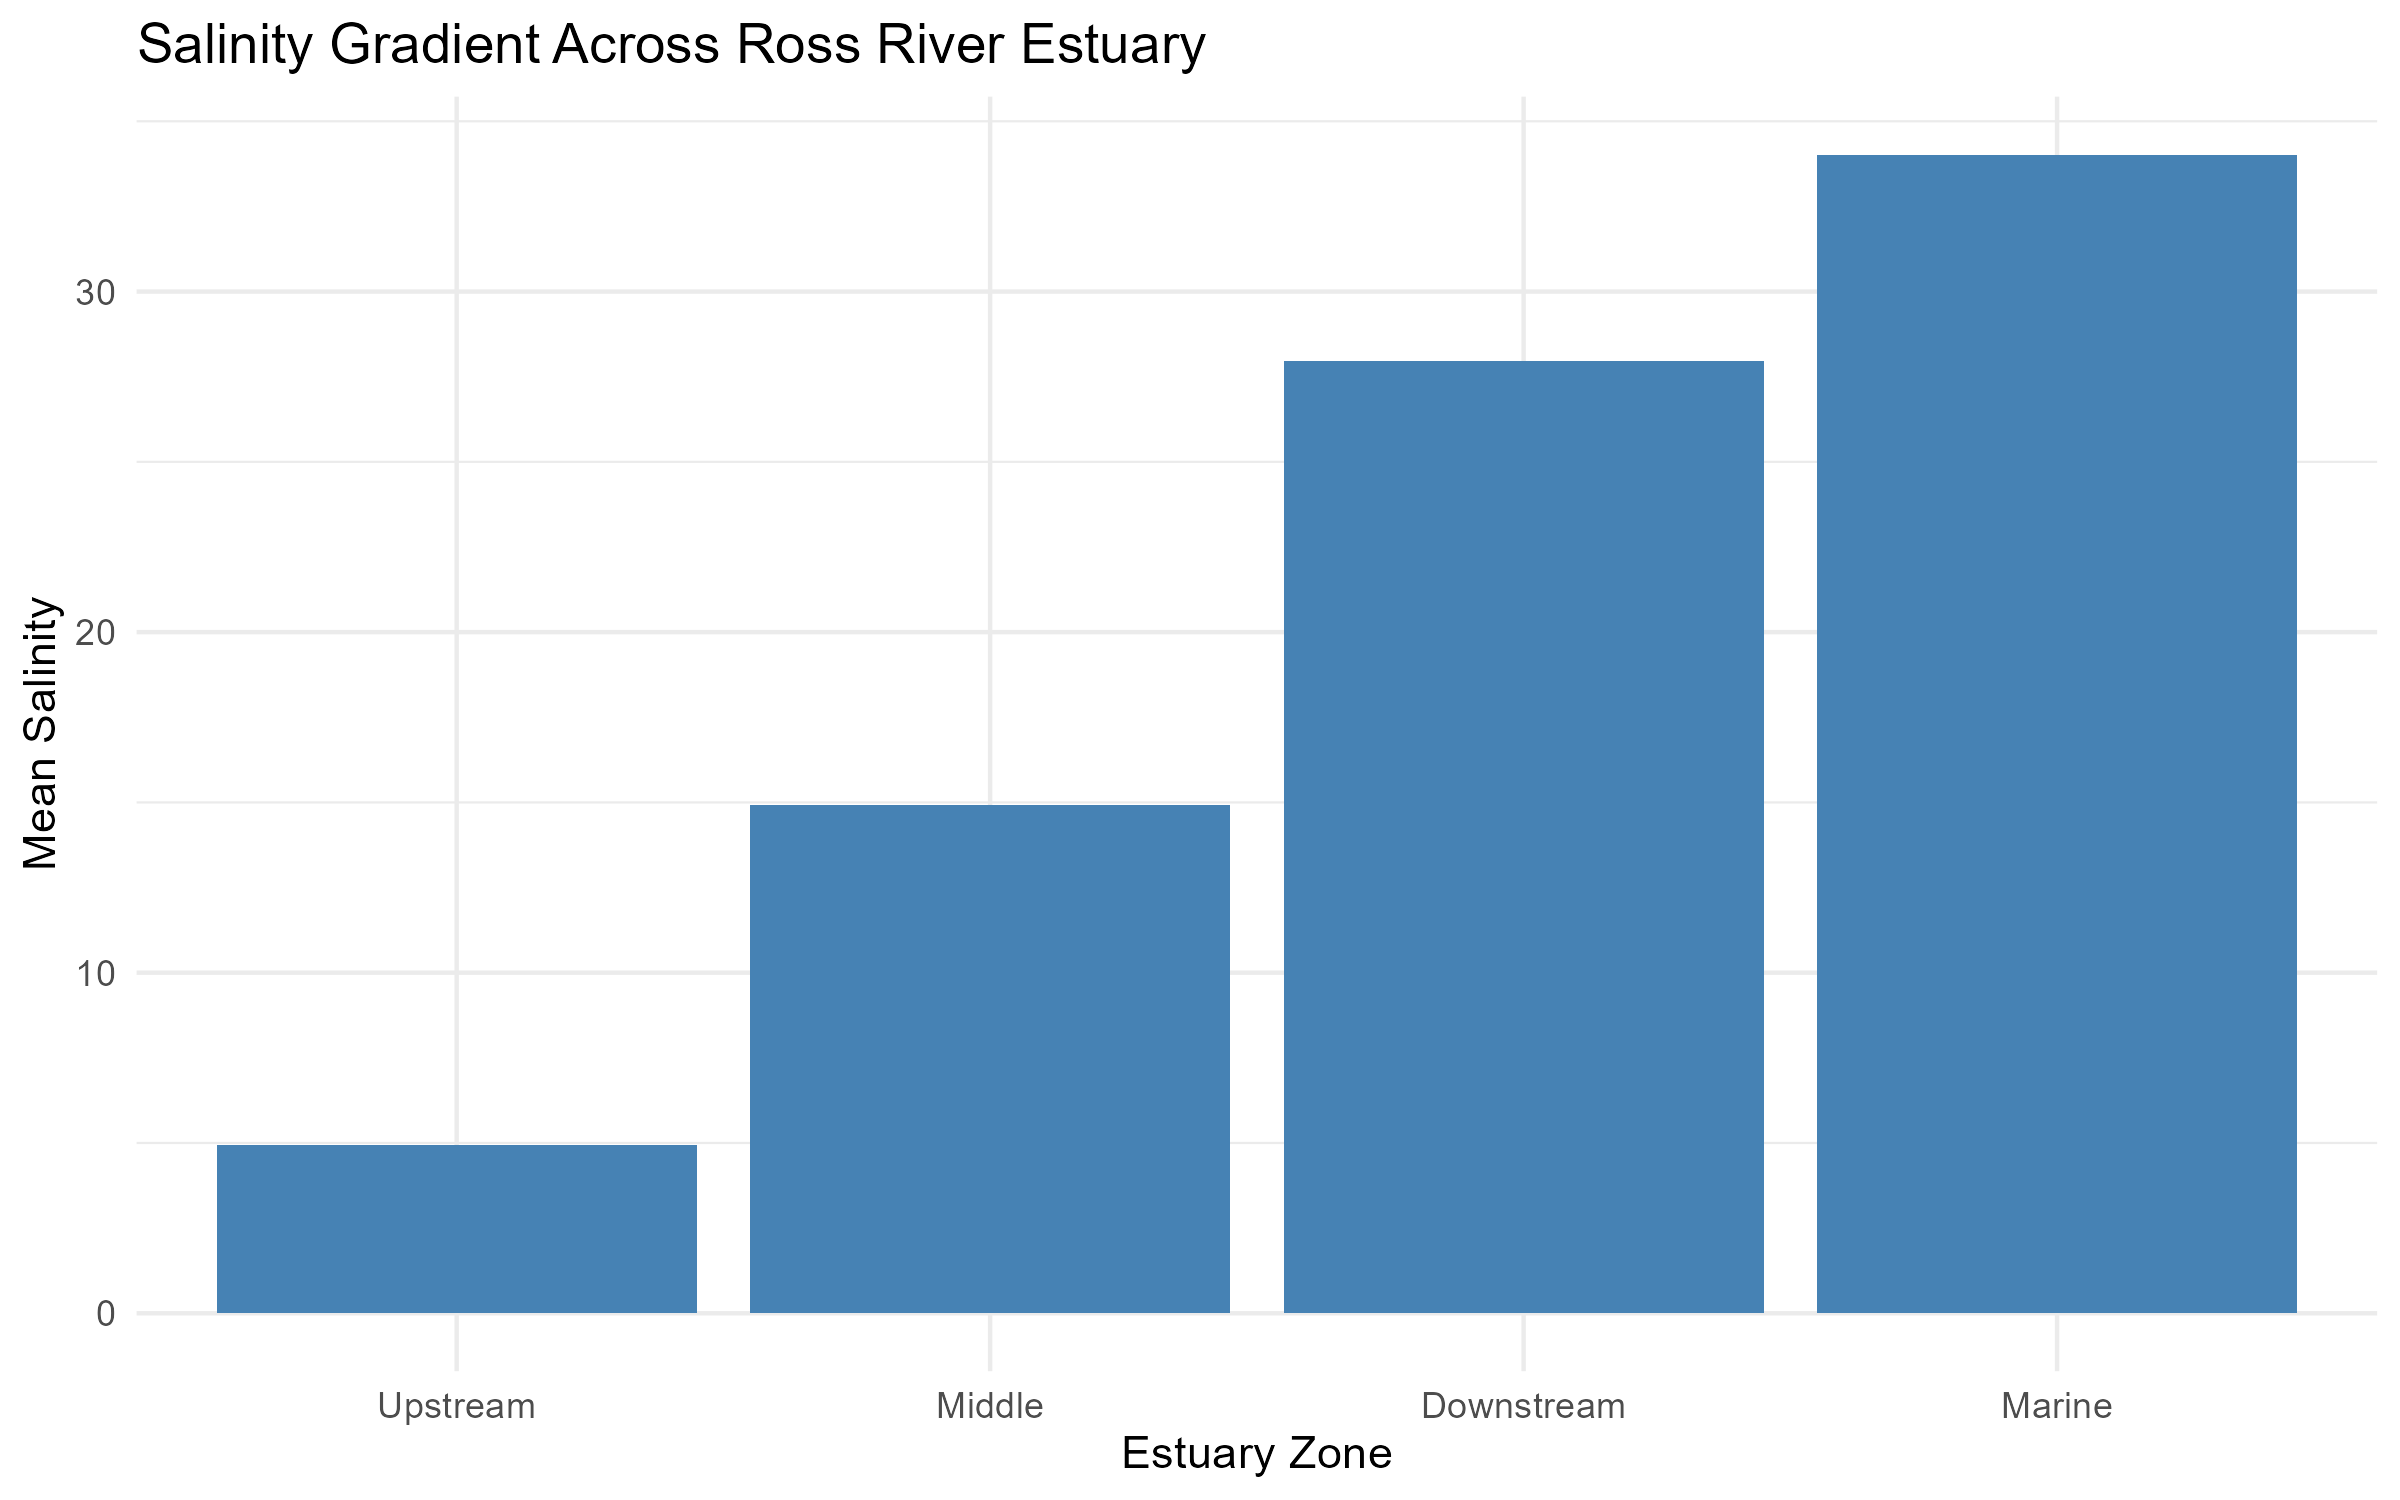 Salinity Gradient Across Ross River Estuary
Mean Salinity
30
20
10
0
Upstream
Middle
Downstream
Marine
Estuary Zone